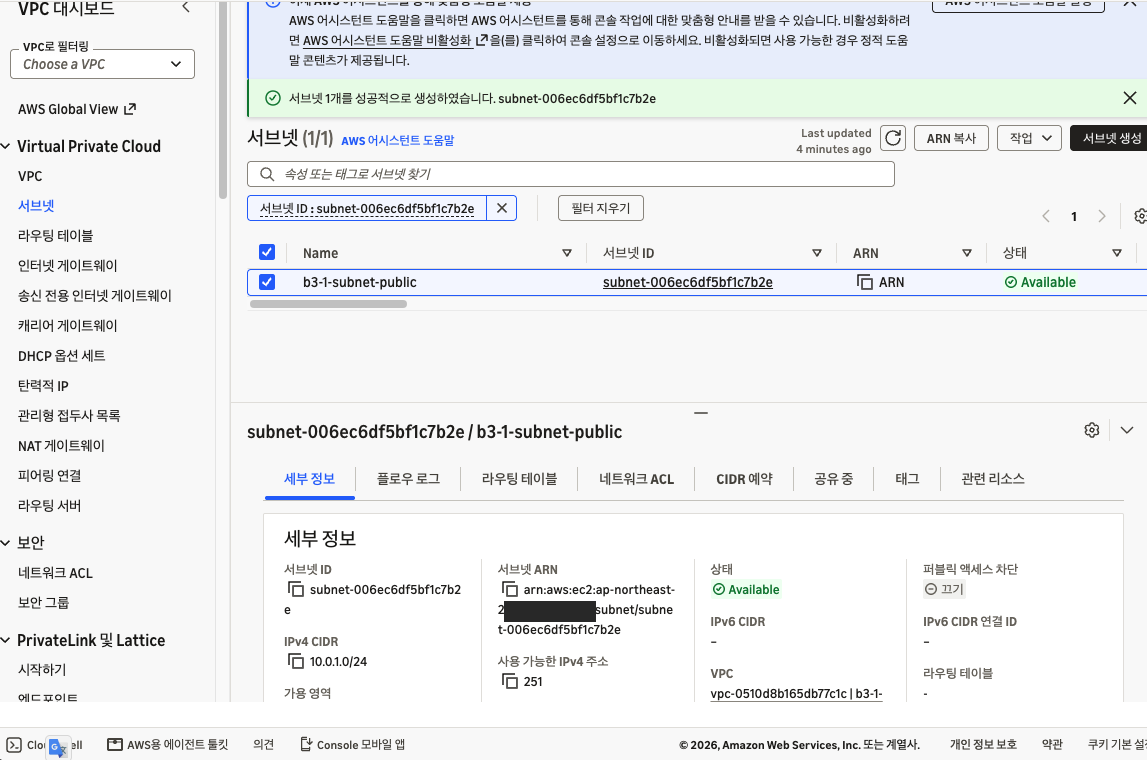 VPC 대시보드
VPC로 필터링
Choose a VPC
AWS Global View
Virtual Private Cloud
VPC
서브넷
라우팅 테이블
인터넷 게이트웨이
송신 전용 인터넷 게이트웨이
캐리어 게이트웨이
DHCP 옵션 세트
탄력적 IP
관리형 접두사 목록
NAT 게이트웨이
피어링 연결
라우팅 서버
보안
네트워크 ACL
보안 그룹
PrivateLink 및 Lattice
시작하기
엔드포인트
AWS 어시스턴트 도움말을 클릭하면 AWS 어시스턴트를 통해 콘솔 작업에 대한 맞춤형 안내를 받을 수 있습니다. 비활성화하려
면 AWS 어시스턴트 도움말 비활성화 을(를) 클릭하여 콘솔 설정으로 이동하세요. 비활성화되면 사용 가능한 경우 정적 도움
말 콘텐츠가 제공됩니다.
서브넷 1개를 성공적으로 생성하였습니다. subnet-006ec6df5bf1c7b2e
서브넷 (1/1) AWS 어시스턴트 도움말
Last updated
4 minutes ago
ARN 복사
작업
서브넷 생성
속성 또는 태그로 서브넷 찾기
서브넷 ID : subnet-006ec6df5bf1c7b2e
필터 지우기
1
Name 서브넷 ID ARN 상태
b3-1-subnet-public subnet-006ec6df5bf1c7b2e ARN Available
subnet-006ec6df5bf1c7b2e / b3-1-subnet-public
세부 정보 플로우 로그 라우팅 테이블 네트워크 ACL CIDR 예약 공유 중 태그 관련 리소스
세부 정보
서브넷 ID
subnet-006ec6df5bf1c7b2
e
IPv4 CIDR
10.0.1.0/24
가용 영역
서브넷 ARN
arn:aws:ec2:ap-northeast-
2 subnet/subne
t-006ec6df5bf1c7b2e
사용 가능한 IPv4 주소
251
상태
Available
IPv6 CIDR
–
VPC
vpc-0510d8b165db77c1c | b3-1-
퍼블릭 액세스 차단
끄기
IPv6 CIDR 연결 ID
–
라우팅 테이블
-
AWS용 에이전트 툴킷 의견 Console 모바일 앱
© 2026, Amazon Web Services, Inc. 또는 계열사. 개인 정보 보호 약관 쿠키 기본 설정